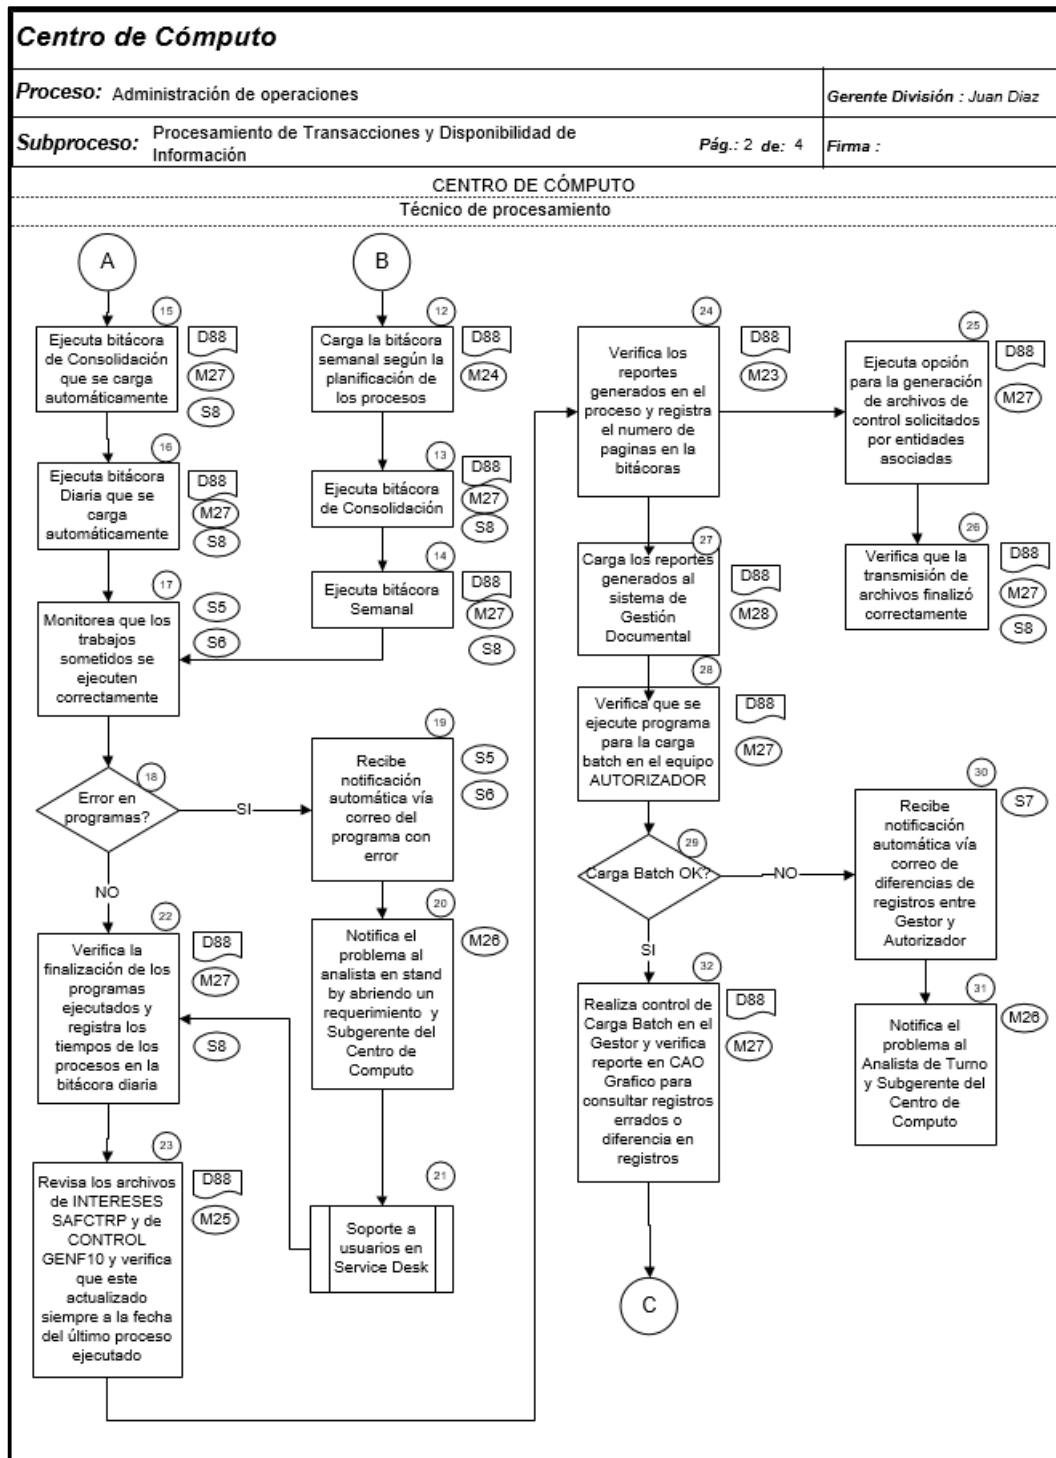 Centro de Cómputo
Proceso: Administración de operaciones
Gerente División : Juan Diaz
Subproceso: Procesamiento de Transacciones y Disponibilidad de
Información
Pág.: 2 de: 4
Firma :
CENTRO DE CÓMPUTO
Técnico de procesamiento
A
15
Ejecuta bitácora
de Consolidación
que se carga
automáticamente
D88
M27
S8
16
Ejecuta bitácora
Diaria que se
carga
automáticamente
D88
M27
S8
17
Monitorea que los
trabajos
sometidos se
ejecuten
correctamente
S5
S6
18
Error en
programas?
SI
NO
22
Verifica la
finalización de los
programas
ejecutados y
registra los
tiempos de los
procesos en la
bitácora diaria
D88
M27
S8
23
Revisa los archivos
de INTERESES
SAFCTRP y de
CONTROL
GENF10 y verifica
que este
actualizado
siempre a la fecha
del último proceso
ejecutado
D88
M25
B
12
Carga la bitácora
semanal según la
planificación de
los procesos
D88
M24
13
Ejecuta bitácora
de Consolidación
D88
M27
S8
14
Ejecuta bitácora
Semanal
D88
M27
S8
19
Recibe
notificación
automática vía
correo del
programa con
error
S5
S6
20
Notifica el
problema al
analista en stand
by abriendo un
requerimiento y
Subgerente del
Centro de
Computo
M26
21
Soporte a
usuarios en
Service Desk
24
Verifica los
reportes
generados en el
proceso y registra
el numero de
paginas en la
bitácoras
D88
M23
27
Carga los reportes
generados al
sistema de
Gestión
Documental
D88
M28
28
Verifica que se
ejecute programa
para la carga
batch en el equipo
AUTORIZADOR
D88
M27
29
Carga Batch OK?
NO
SI
32
Realiza control de
Carga Batch en el
Gestor y verifica
reporte en CAO
Grafico para
consultar registros
errados o
diferencia en
registros
D88
M27
C
25
Ejecuta opción
para la generación
de archivos de
control solicitados
por entidades
asociadas
D88
M27
26
Verifica que la
transmisión de
archivos finalizó
correctamente
D88
M27
S8
30
Recibe
notificación
automática vía
correo de
diferencias de
registros entre
Gestor y
Autorizador
S7
31
Notifica el
problema al
Analista de Turno
y Subgerente del
Centro de
Computo
M26